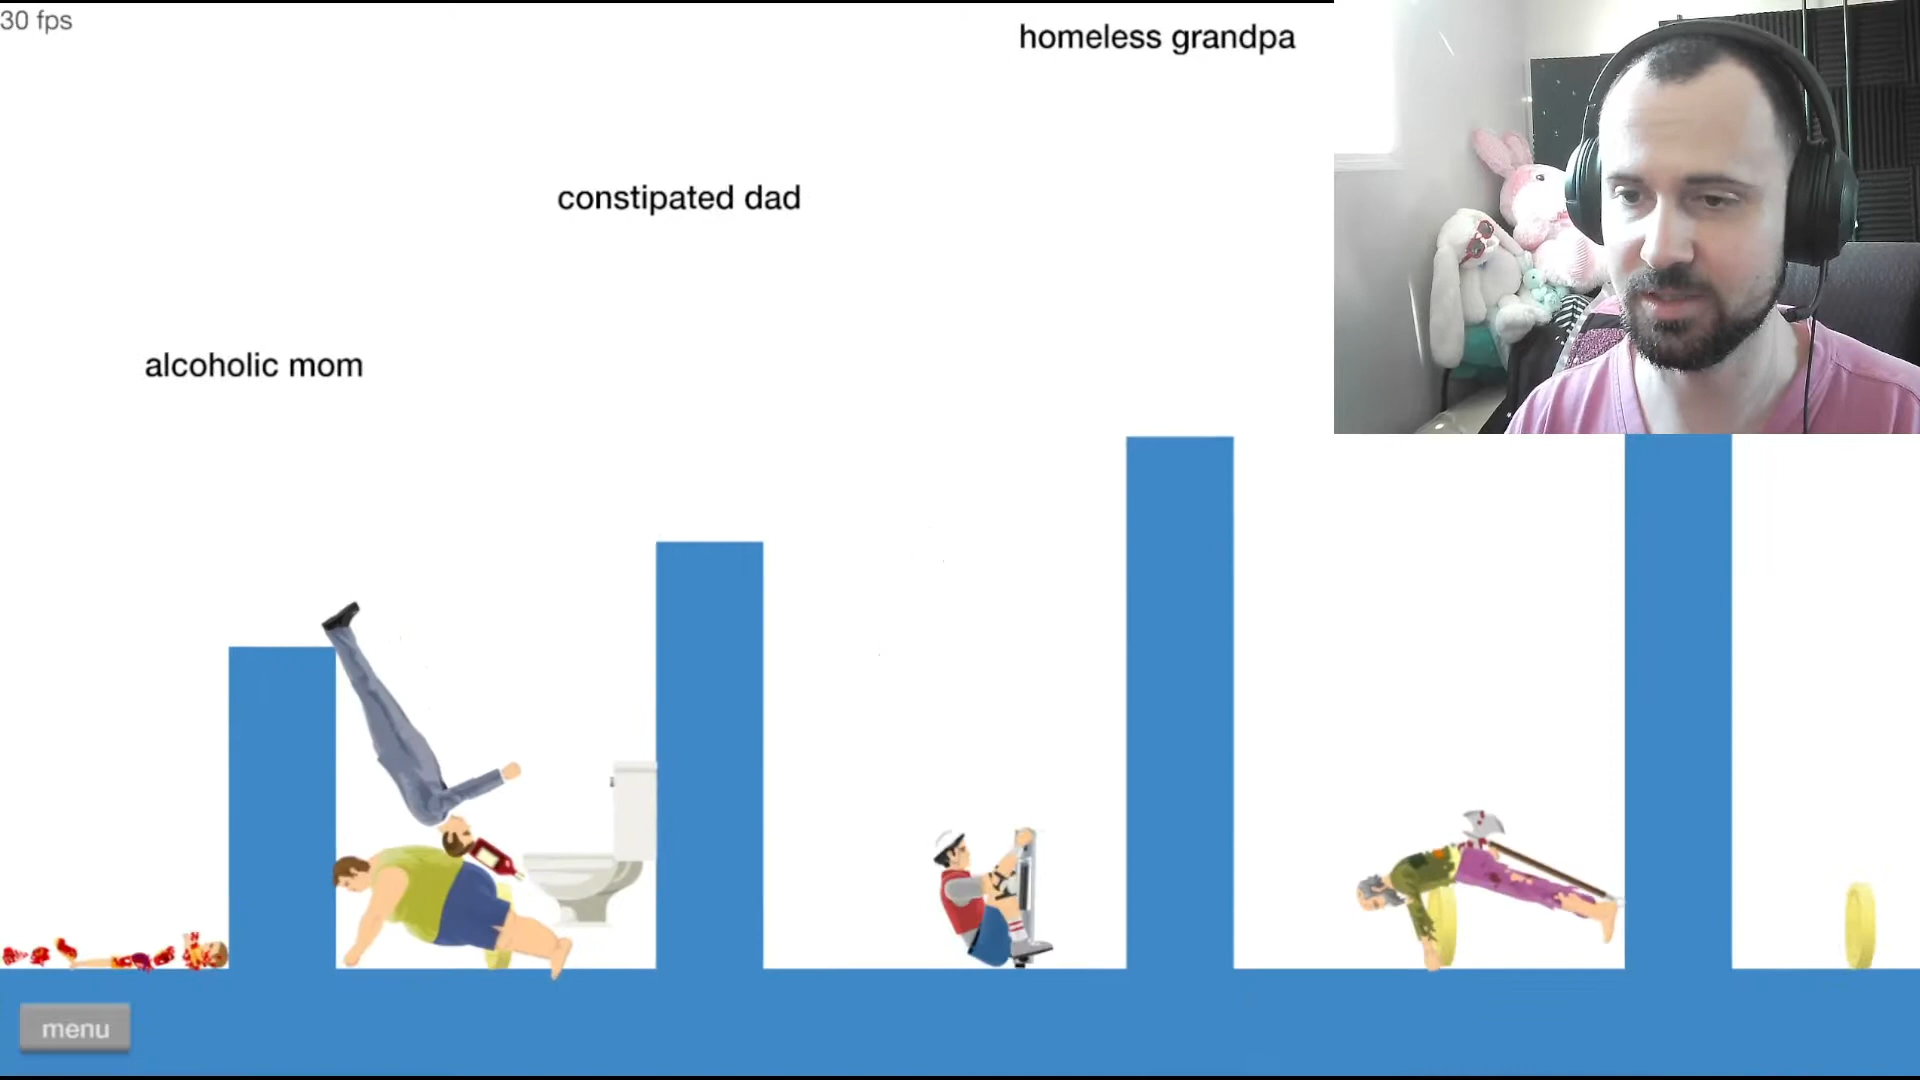 30 fps
homeless grandpa
constipated dad
alcoholic mom
menu